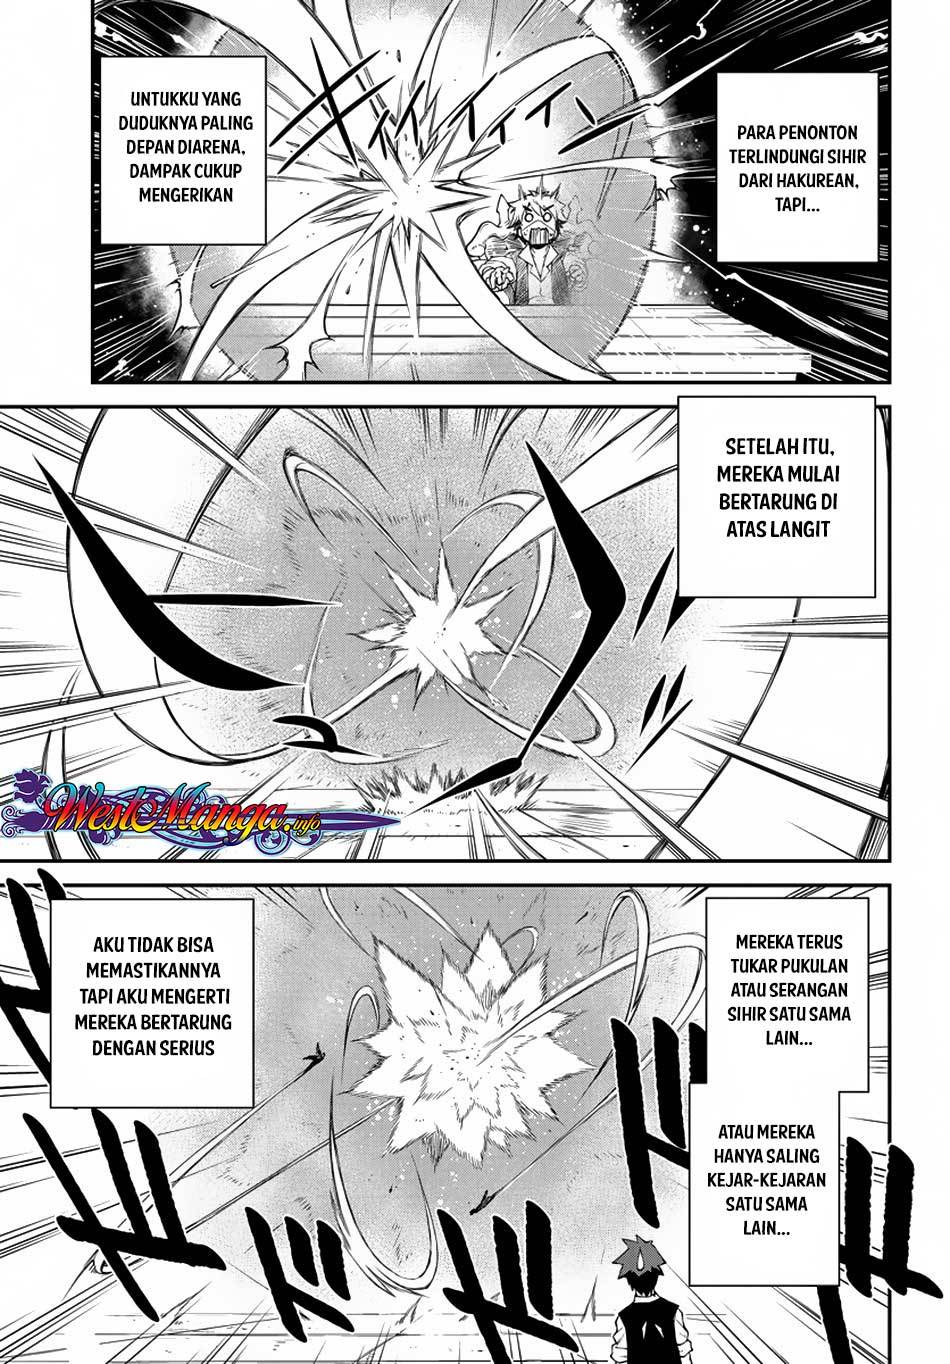 PARA PENONTON
TERLINDUNGI SIHIR
DARI HAKUREAN,
TAPI...
UNTUKKU YANG
DUDUKNYA PALING
DEPAN DIARENA,
DAMPAK CUKUP
MENGERIKAN
SETELAH ITU,
MEREKA MULAI
BERTARUNG DI
ATAS LANGIT
WestManga.info
MEREKA TERUS
TUKAR PUKULAN
ATAU SERANGAN
SIHIR SATU SAMA
LAIN...
ATAU MEREKA
HANYA SALING
KEJAR-KEJARAN
SATU SAMA
LAIN...
AKU TIDAK BISA
MEMASTIKANNYA
TAPI AKU MENGERTI
MEREKA BERTARUNG
DENGAN SERIUS